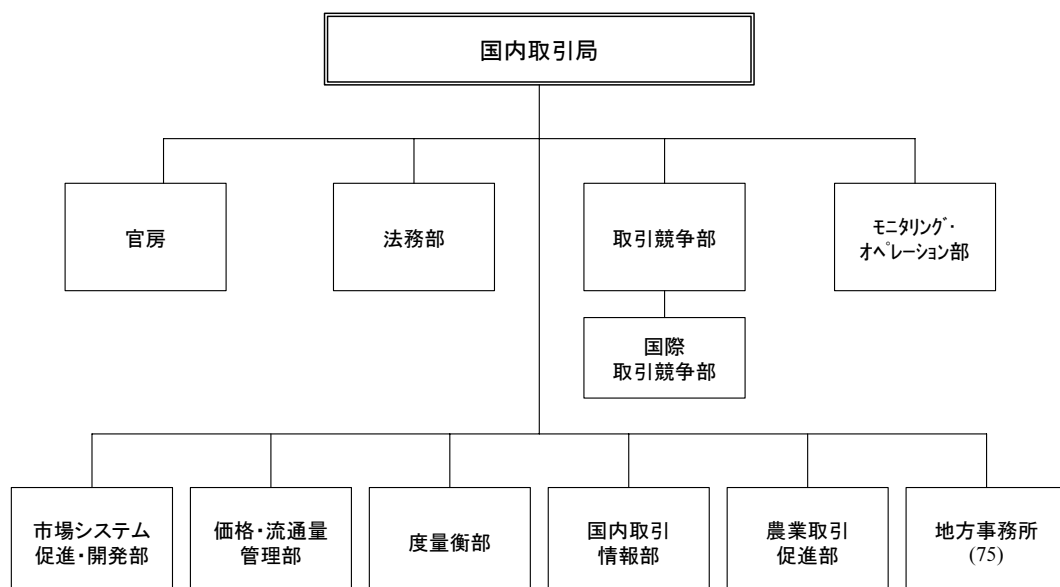 国内取引局
官房
法務部
取引競争部
ﾓﾆﾀﾘﾝｸﾞ・
ｵﾍﾟﾚｰｼｮﾝ部
国際
取引競争部
市場システム
促進・開発部
価格・流通量
管理部
度量衡部
国内取引
情報部
農業取引
促進部
地方事務所
(75)